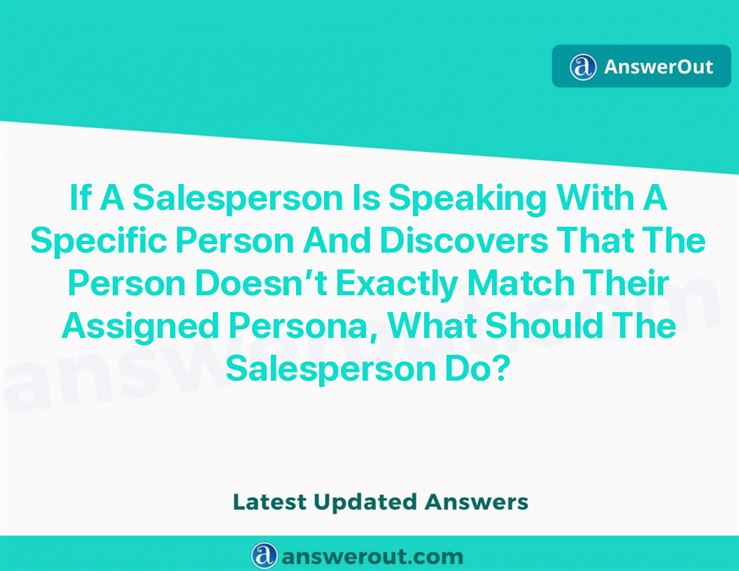 AnswerOut
If A Salesperson Is Speaking With A
Specific Person And Discovers That The
Person Doesn't Exactly Match Their
Assigned Persona, What Should The
Salesperson Do?
answerout.com
Latest Updated Answers
answerout.com